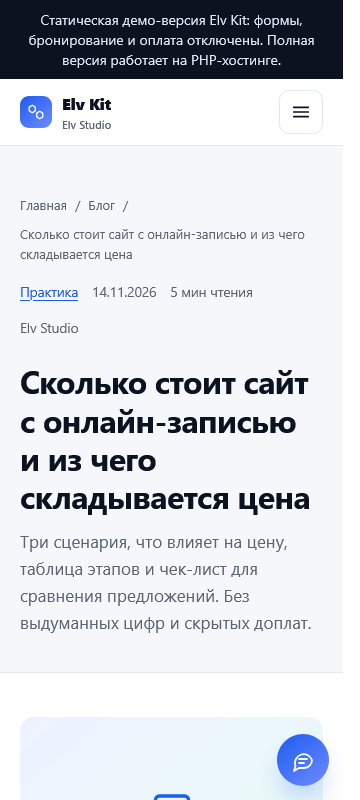 Статическая демо-версия Elv Kit: формы,
бронирование и оплата отключены. Полная
версия работает на PHP-хостинге.
Elv Kit
Elv Studio
Главная / Блог /
Сколько стоит сайт с онлайн-записью и из чего
складывается цена
Практика 14.11.2026 5 мин чтения
Elv Studio
Сколько стоит сайт
с онлайн-записью
и из чего
складывается цена
Три сценария, что влияет на цену,
таблица этапов и чек-лист для
сравнения предложений. Без
выдуманных цифр и скрытых доплат.